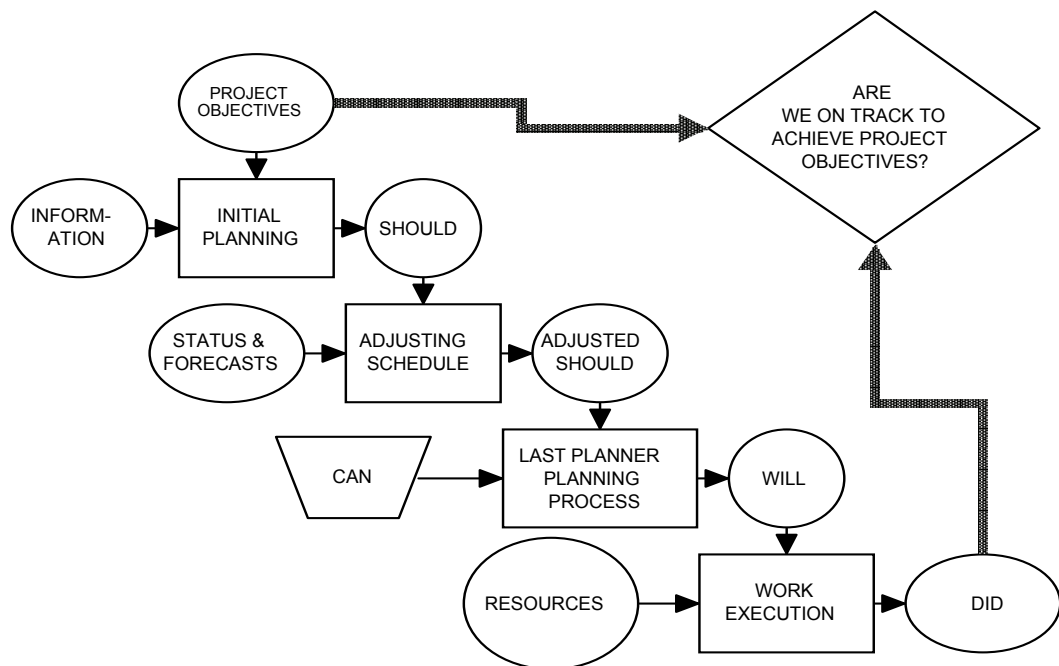 PROJECT
OBJECTIVES
ARE
WE ON TRACK TO
ACHIEVE PROJECT
OBJECTIVES?
INFORM-
ATION
INITIAL
PLANNING
SHOULD
STATUS &
FORECASTS
ADJUSTING
SCHEDULE
ADJUSTED
SHOULD
CAN
LAST PLANNER
PLANNING
PROCESS
WILL
RESOURCES
WORK
EXECUTION
DID